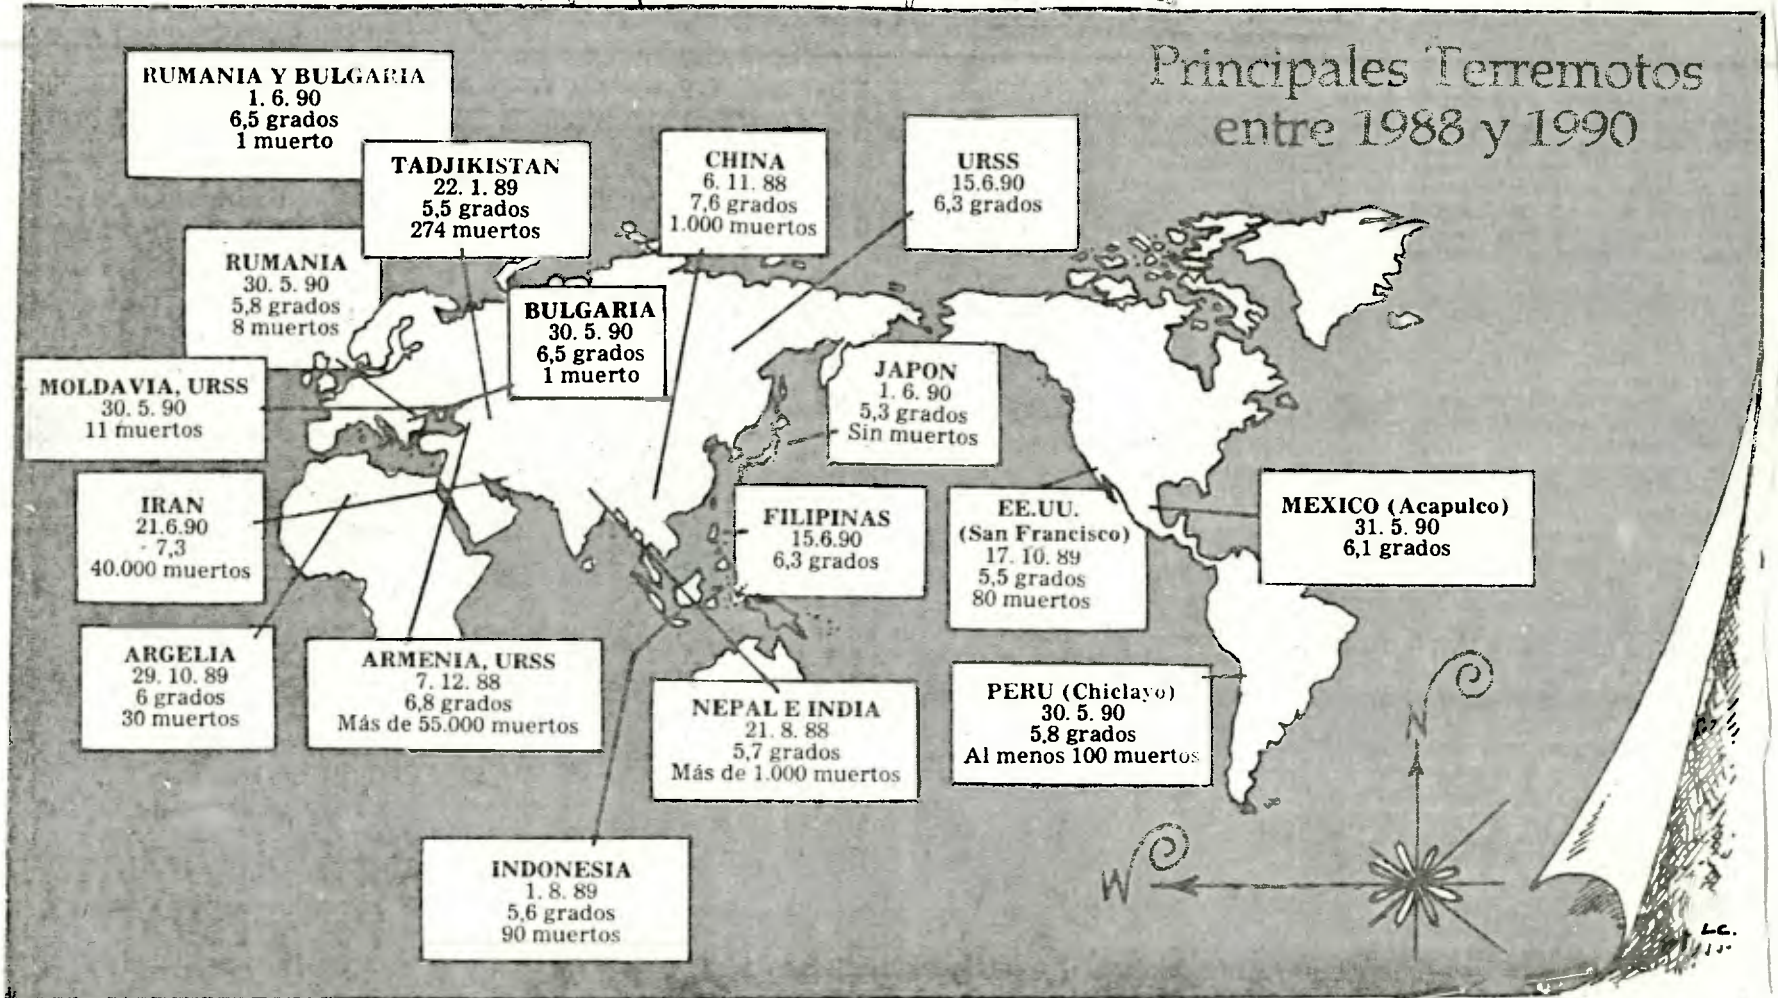 Principales Terremotos
entre 1988 y 1990
RUMANIA Y BULGARIA
1. 6. 90
6,5 grados
1 muerto
TADJIKISTAN
22. 1. 89
5,5 grados
274 muertos
CHINA
6. 11. 88
7,6 grados
1.000 muertos
URSS
15.6.90
6,3 grados
RUMANIA
30. 5. 90
5,8 grados
8 muertos
BULGARIA
30. 5. 90
6,5 grados
1 muerto
MOLDAVIA, URSS
30. 5. 90
11 muertos
JAPON
1. 6. 90
5,3 grados
Sin muertos
IRAN
21.6.90
- 7,3
40.000 muertos
FILIPINAS
15.6.90
6,3 grados
EE.UU.
(San Francisco)
17. 10. 89
5,5 grados
80 muertos
MEXICO (Acapulco)
31. 5. 90
6,1 grados
ARGELIA
29. 10. 89
6 grados
30 muertos
ARMENIA, URSS
7. 12. 88
6,8 grados
Más de 55.000 muertos
NEPAL E INDIA
21. 8. 88
5,7 grados
Más de 1.000 muertos
PERU (Chiclayo)
30. 5. 90
5,8 grados
Al menos 100 muertos
INDONESIA
1. 8. 89
5,6 grados
90 muertos
N
W
L.C.